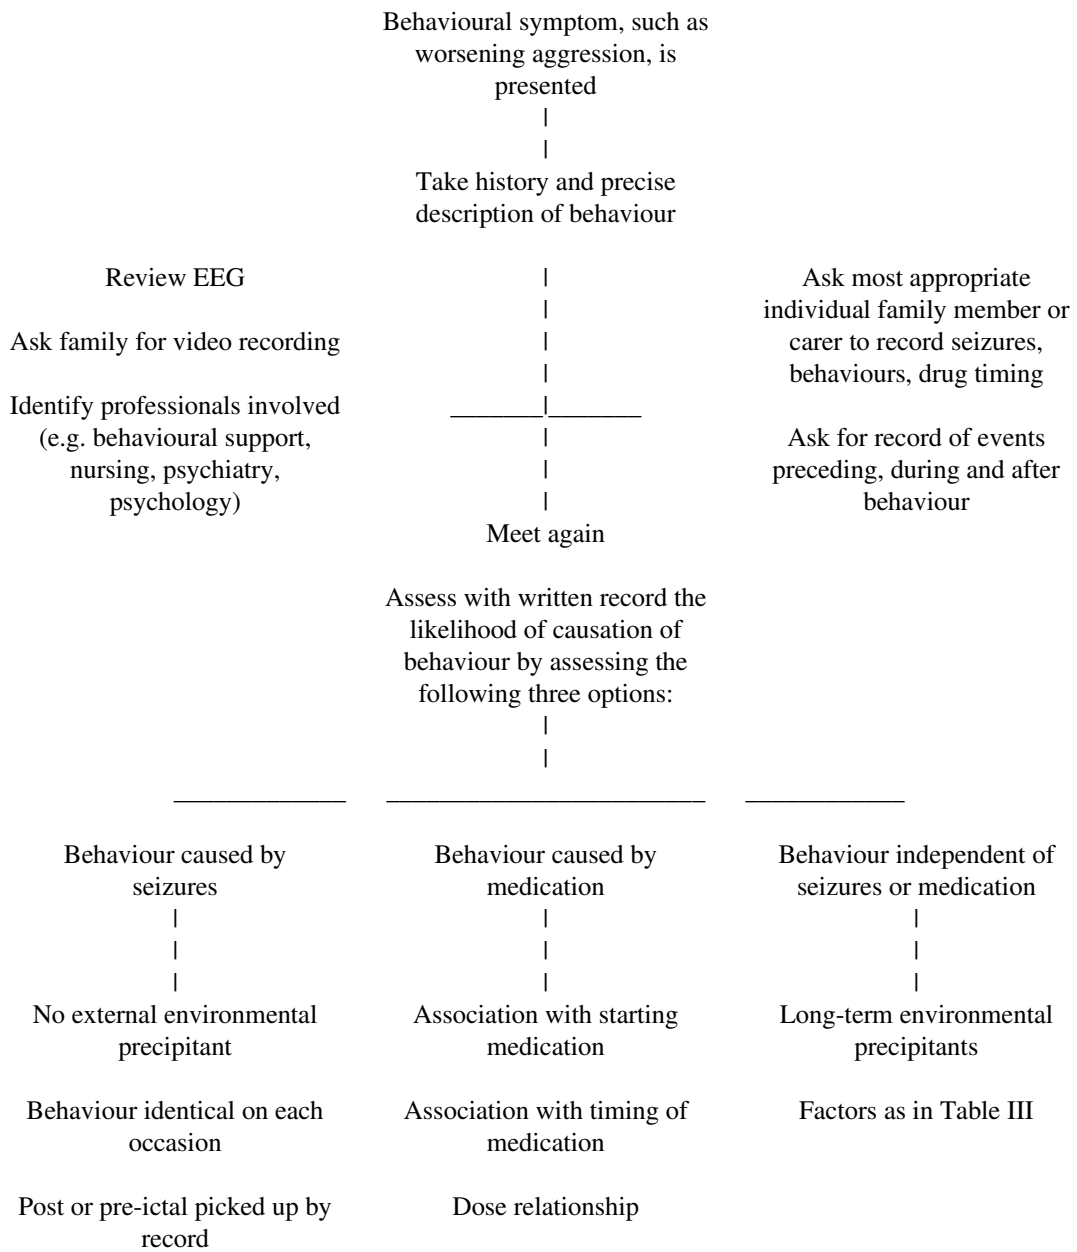 Behavioural symptom, such as
worsening aggression, is
presented
Take history and precise
description of behaviour
Review EEG
Ask family for video recording
Identify professionals involved
(e.g. behavioural support,
nursing, psychiatry,
psychology)
Ask most appropriate
individual family member or
carer to record seizures,
behaviours, drug timing
Ask for record of events
preceding, during and after
behaviour
Meet again
Assess with written record the
likelihood of causation of
behaviour by assessing the
following three options:
Behaviour caused by
seizures
No external environmental
precipitant
Behaviour identical on each
occasion
Post or pre-ictal picked up by
record
Behaviour caused by
medication
Association with starting
medication
Association with timing of
medication
Dose relationship
Behaviour independent of
seizures or medication
Long-term environmental
precipitants
Factors as in Table III